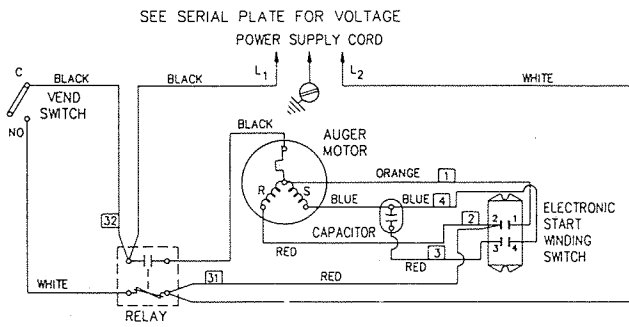 SEE SERIAL PLATE FOR VOLTAGE
POWER SUPPLY CORD
C
BLACK
BLACK
L1
L2
WHITE
VEND
SWITCH
NO
BLACK
AUGER
MOTOR
ORANGE
1
R
S
BLUE
BLUE
4
32
CAPACITOR
2
2
1
3
4
ELECTRONIC
START
WINDING
SWITCH
RED
RED
3
31
RED
WHITE
RELAY